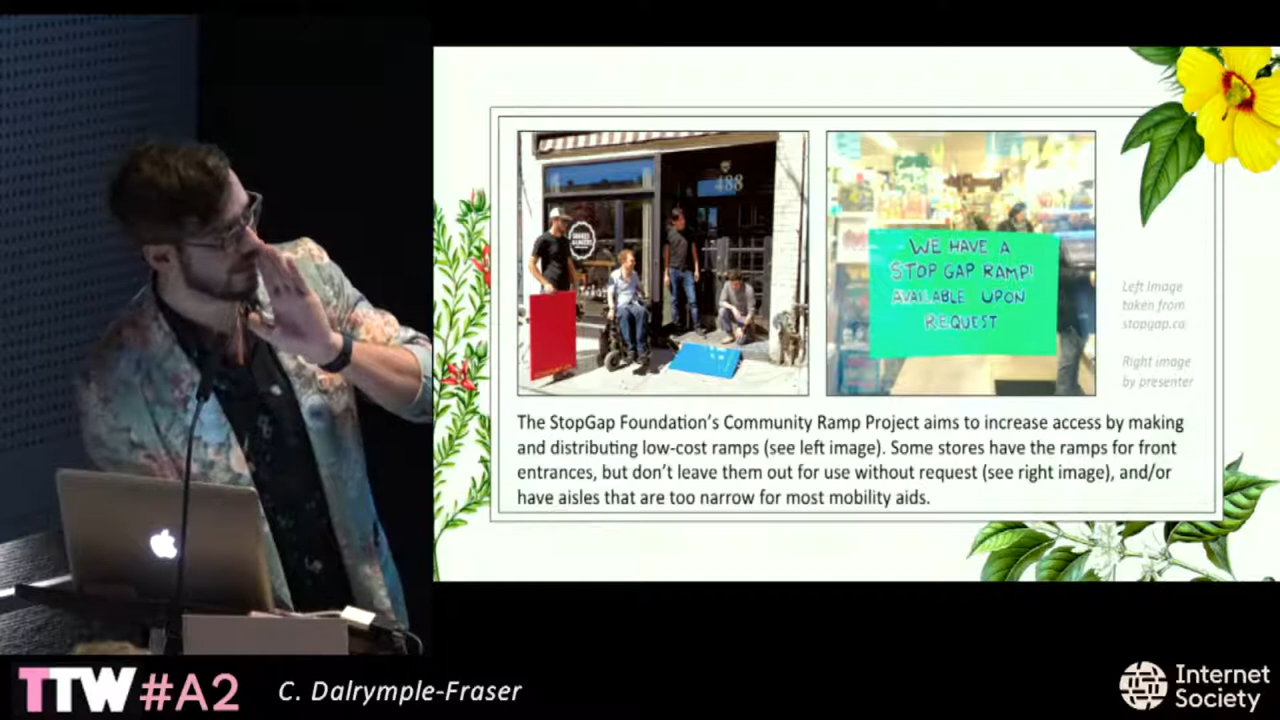 488
WE HAVE A
STOP GAP RAMP!
AVAILABLE UPON
REQUEST
Left Image
taken from
stopgap.ca
Right image
by presenter
The StopGap Foundation's Community Ramp Project aims to increase access by making
and distributing low-cost ramps (see left image). Some stores have the ramps for front
entrances, but don't leave them out for use without request (see right image), and/or
have aisles that are too narrow for most mobility aids.
TTW#A2
C. Dalrymple-Fraser
Internet
Society